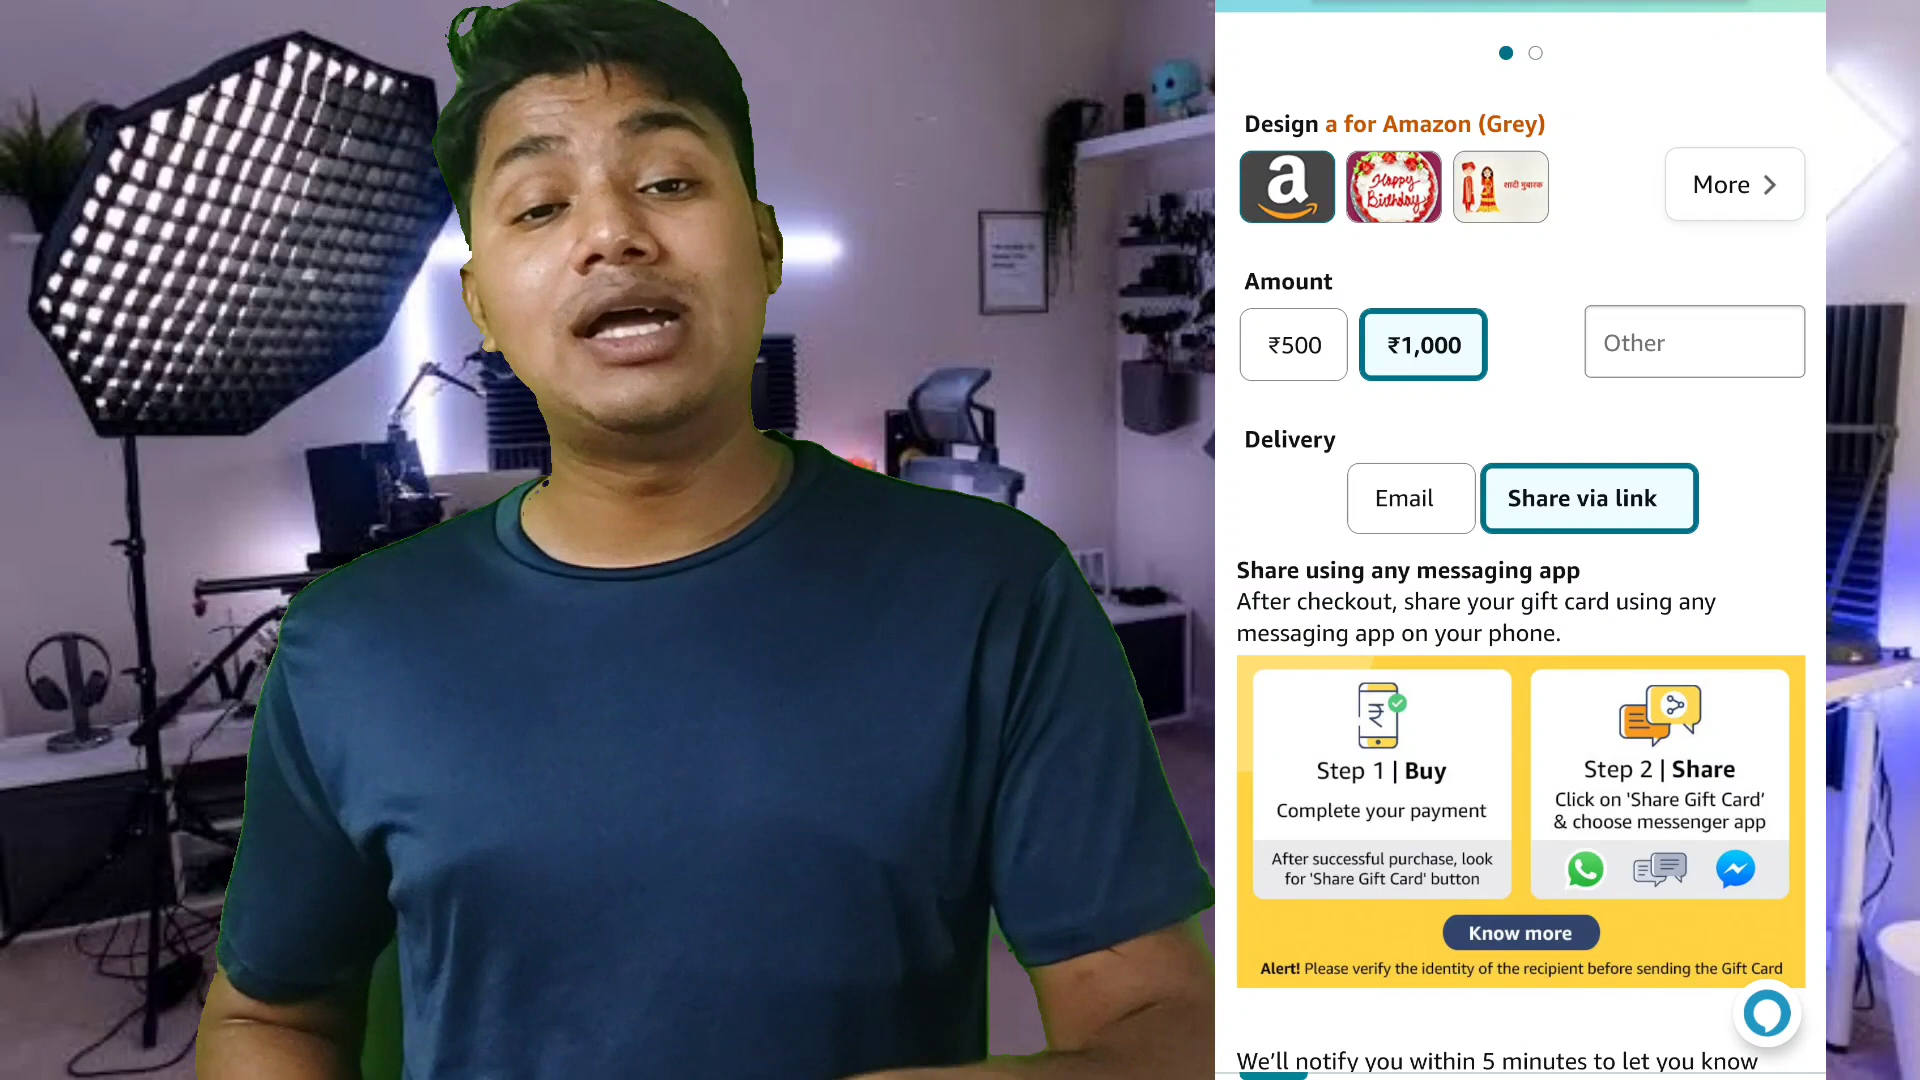 Design a for Amazon (Grey)
a
Happy
Birthday
शादी मुबारक
More
Amount
₹500
₹1,000
Other
Delivery
Email
Share via link
Share using any messaging app
After checkout, share your gift card using any
messaging app on your phone.
₹
Step 1 | Buy
Complete your payment
After successful purchase, look
for 'Share Gift Card' button
Step 2 | Share
Click on 'Share Gift Card'
& choose messenger app
Know more
Alert! Please verify the identity of the recipient before sending the Gift Card
We'll notify you within 5 minutes to let you know